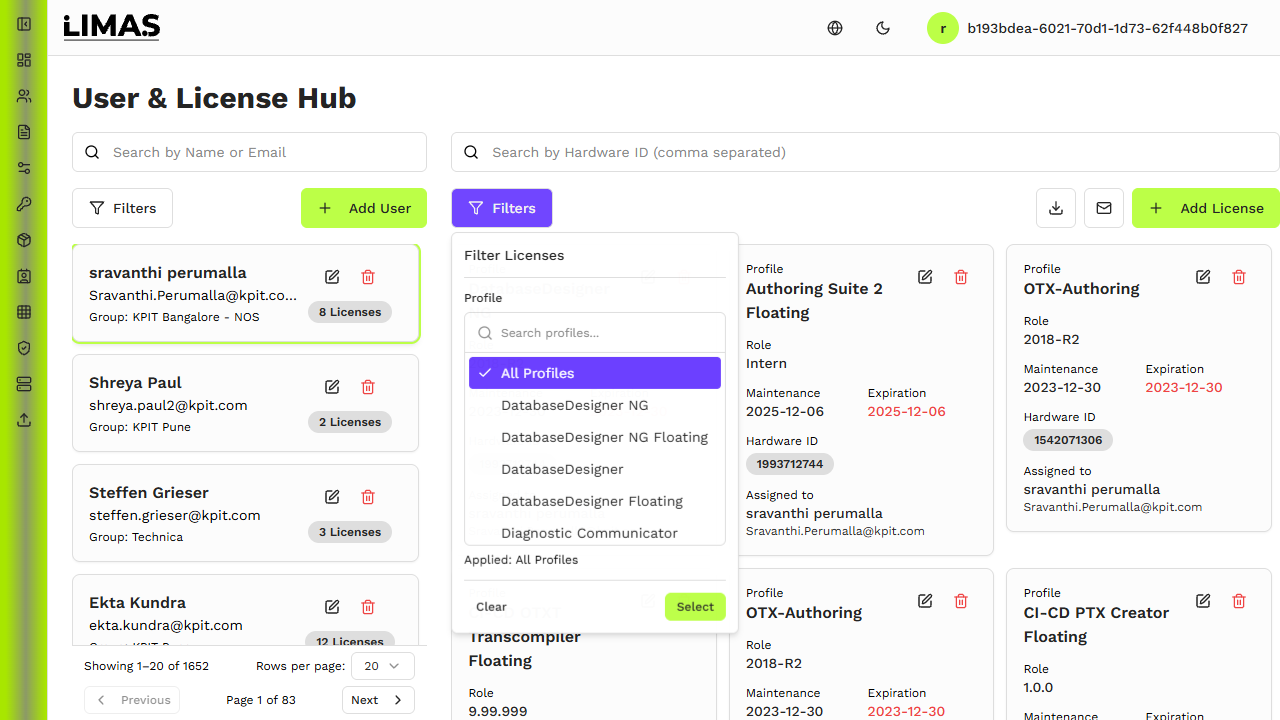 LIMAS
r
b193bdea-6021-70d1-1d73-62f448b0f827
User & License Hub
Search by Name or Email
Filters
Add User
sravanthi perumalla
Sravanthi.Perumalla@kpit.co...
Group: KPIT Bangalore - NOS
8 Licenses
Shreya Paul
shreya.paul2@kpit.com
Group: KPIT Pune
2 Licenses
Steffen Grieser
steffen.grieser@kpit.com
Group: Technica
3 Licenses
Ekta Kundra
ekta.kundra@kpit.com
12 Licenses
Showing 1–20 of 1652
Rows per page:
20
Previous
Page 1 of 83
Next
Search by Hardware ID (comma separated)
Filters
Add License
Filter Licenses
Profile
Search profiles...
All Profiles
DatabaseDesigner NG
DatabaseDesigner NG Floating
DatabaseDesigner
DatabaseDesigner Floating
Diagnostic Communicator
Applied: All Profiles
Clear
Select
Transcompiler
Floating
Role
9.99.999
Profile
Authoring Suite 2
Floating
Role
Intern
Maintenance
Expiration
2025-12-06
2025-12-06
Hardware ID
1993712744
Assigned to
sravanthi perumalla
Sravanthi.Perumalla@kpit.com
Profile
OTX-Authoring
Role
2018-R2
Maintenance
Expiration
2023-12-30
2023-12-30
Hardware ID
1542071306
Assigned to
sravanthi perumalla
Sravanthi.Perumalla@kpit.com
Profile
OTX-Authoring
Role
2018-R2
Maintenance
Expiration
2023-12-30
2023-12-30
Profile
CI-CD PTX Creator
Floating
Role
1.0.0
Maintenance
Expiration